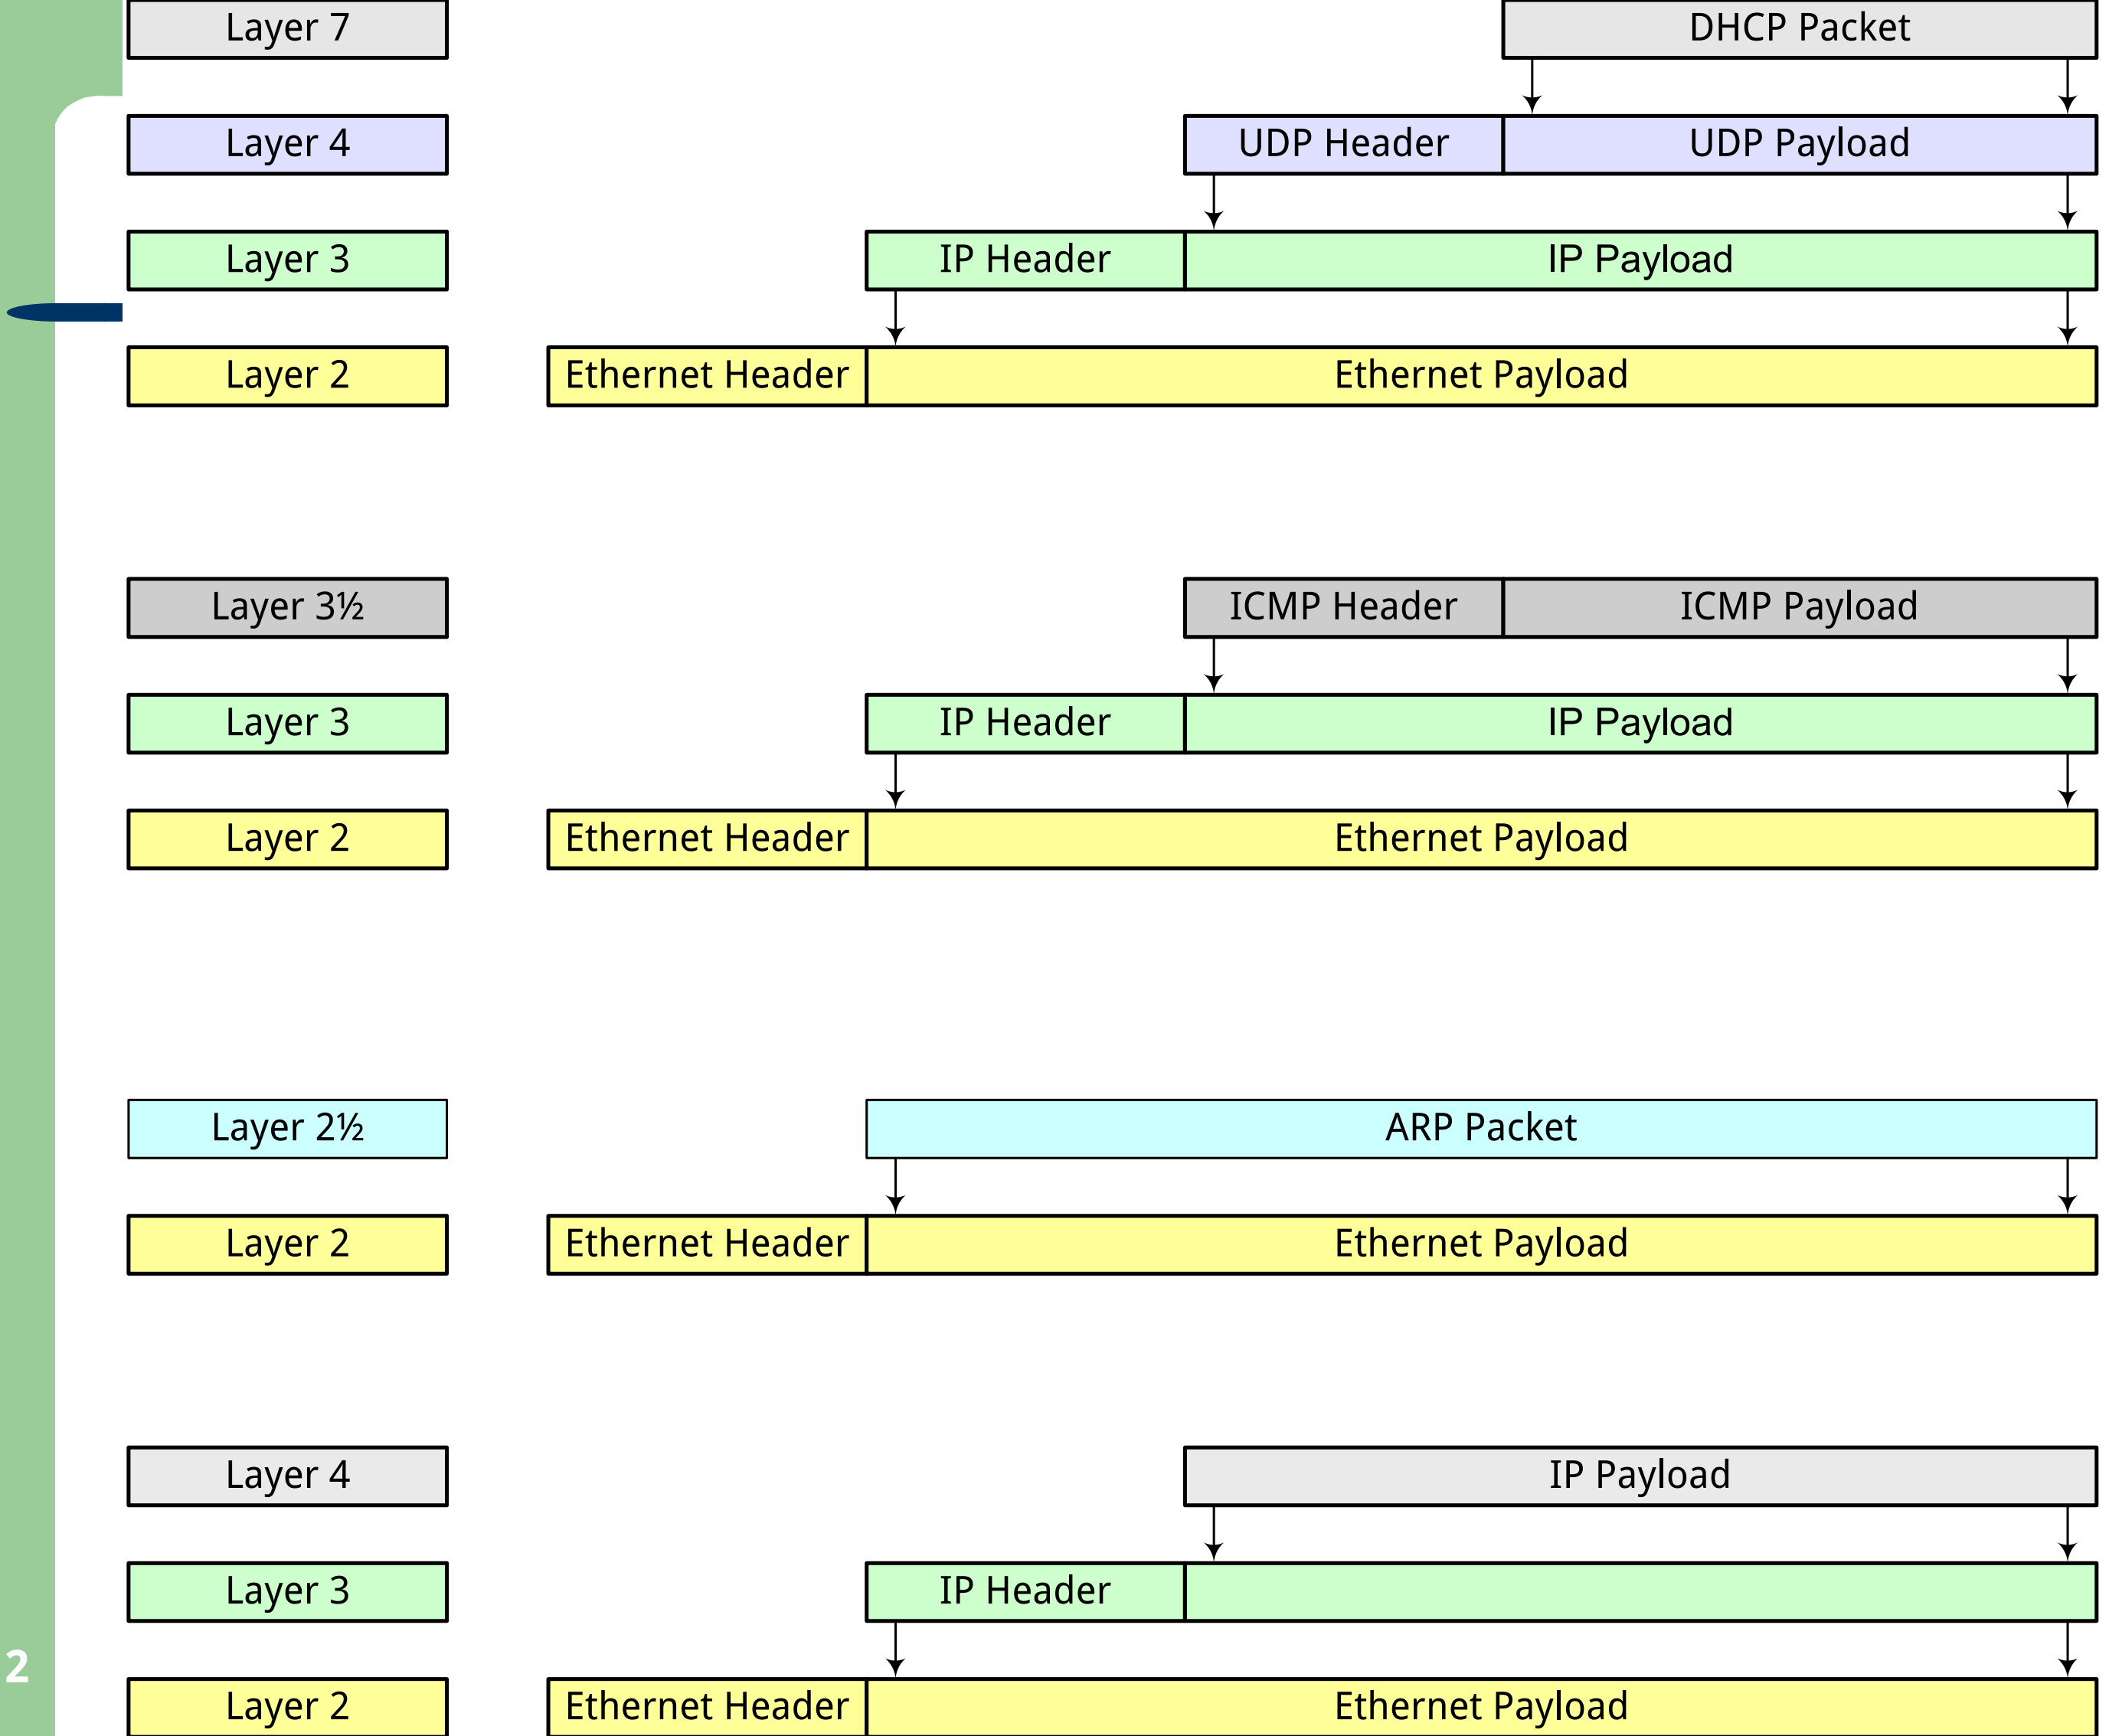 Layer 7 DHCP Packet
Layer 4 UDP Header UDP Payload
Layer 3 IP Header IP Payload
Layer 2 Ethernet Header Ethernet Payload
Layer 3½ ICMP Header ICMP Payload
Layer 3 IP Header IP Payload
Layer 2 Ethernet Header Ethernet Payload
Layer 2½ ARP Packet
Layer 2 Ethernet Header Ethernet Payload
Layer 4 IP Payload
Layer 3 IP Header
2
Layer 2 Ethernet Header Ethernet Payload